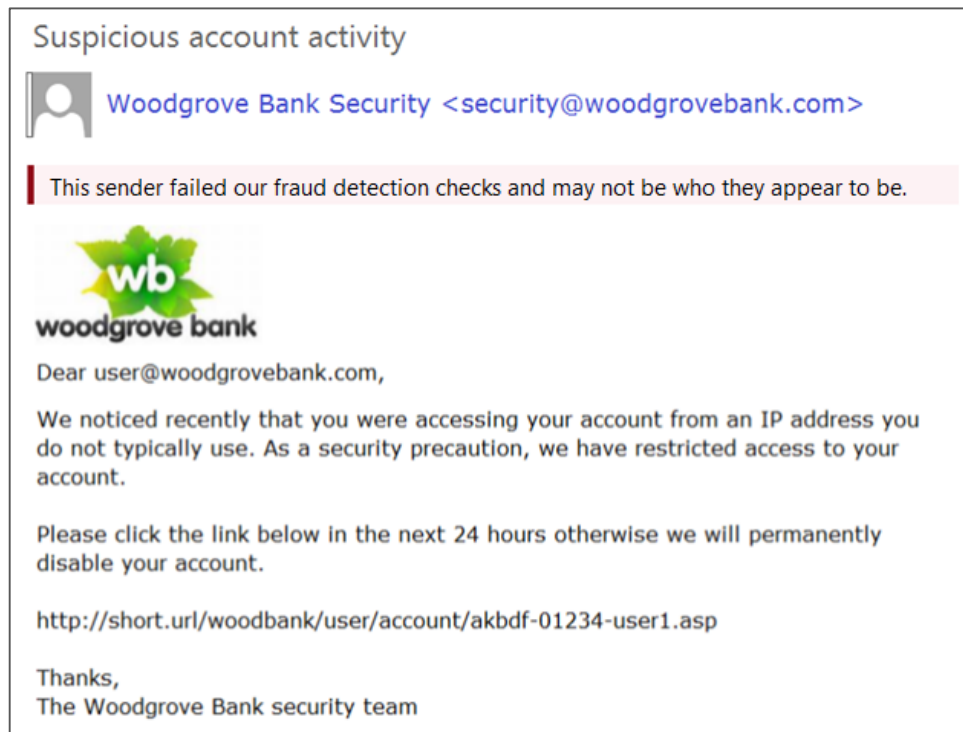 Suspicious account activity
Woodgrove Bank Security <security@woodgrovebank.com>
This sender failed our fraud detection checks and may not be who they appear to be.
wb
woodgrove bank
Dear user@woodgrovebank.com,
We noticed recently that you were accessing your account from an IP address you
do not typically use. As a security precaution, we have restricted access to your
account.
Please click the link below in the next 24 hours otherwise we will permanently
disable your account.
http://short.url/woodbank/user/account/akbdf-01234-user1.asp
Thanks,
The Woodgrove Bank security team